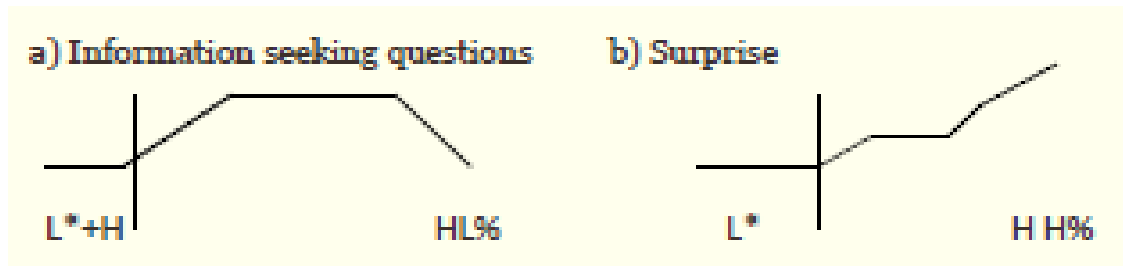 a) Information seeking questions
b) Surprise
L*+H
HL%
L*
H H%